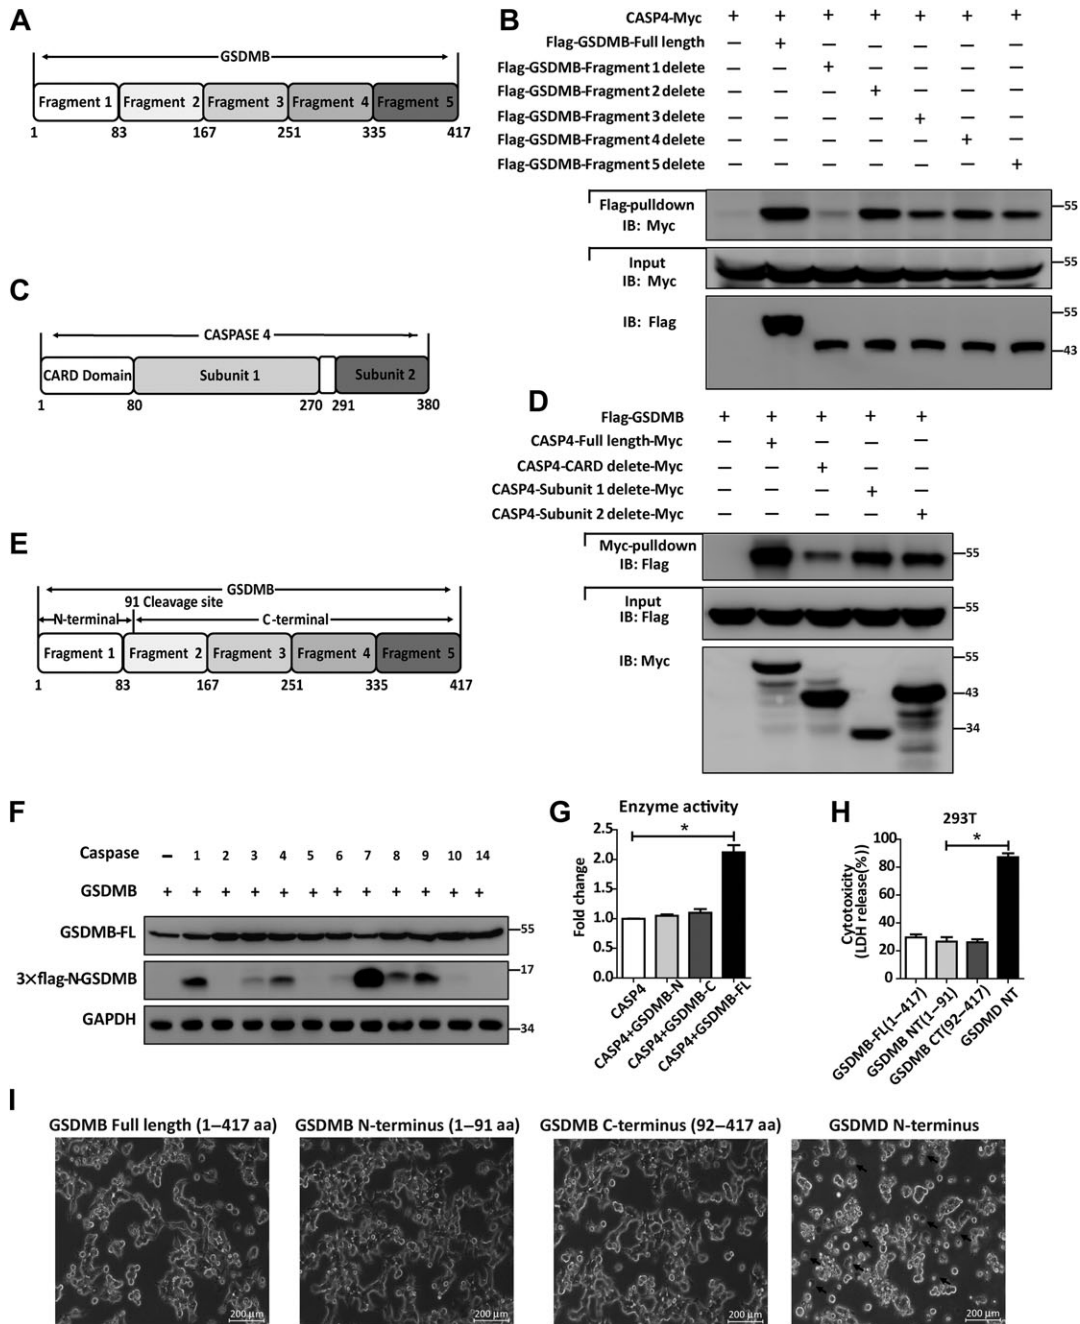 A
GSDMB
Fragment 1 Fragment 2 Fragment 3 Fragment 4 Fragment 5
1 83 167 251 335 417
B
CASP4-Myc + + + + + + +
Flag-GSDMB-Full length — + — — — — —
Flag-GSDMB-Fragment 1 delete — — + — — — —
Flag-GSDMB-Fragment 2 delete — — — + — — —
Flag-GSDMB-Fragment 3 delete — — — — + — —
Flag-GSDMB-Fragment 4 delete — — — — — + —
Flag-GSDMB-Fragment 5 delete — — — — — — +
Flag-pulldown
IB: Myc
55
Input
IB: Myc
55
IB: Flag
55
43
C
CASPASE 4
CARD Domain Subunit 1 Subunit 2
1 80 270 291 380
D
Flag-GSDMB + + + + +
CASP4-Full length-Myc — + — — —
CASP4-CARD delete-Myc — — + — —
CASP4-Subunit 1 delete-Myc — — — + —
CASP4-Subunit 2 delete-Myc — — — — +
Myc-pulldown
IB: Flag
55
Input
IB: Flag
55
IB: Myc
55
43
34
E
GSDMB
91 Cleavage site
N-terminal C-terminal
Fragment 1 Fragment 2 Fragment 3 Fragment 4 Fragment 5
1 83 167 251 335 417
F
Caspase — 1 2 3 4 5 6 7 8 9 10 14
GSDMB + + + + + + + + + + + +
GSDMB-FL 55
3×flag-N-GSDMB 17
GAPDH 34
G
Enzyme activity
Fold change
2.5
2.0
1.5
1.0
0.5
0.0
*
CASP4
CASP4+GSDMB-N
CASP4+GSDMB-C
CASP4+GSDMB-FL
H
293T
Cytotoxicity
(LDH release(%))
100
80
60
40
20
0
*
GSDMB-FL(1–417)
GSDMB NT(1–91)
GSDMB CT(92–417)
GSDMD NT
I
GSDMB Full length (1–417 aa) GSDMB N-terminus (1–91 aa) GSDMB C-terminus (92–417 aa) GSDMD N-terminus
200 μm 200 μm 200 μm 200 μm